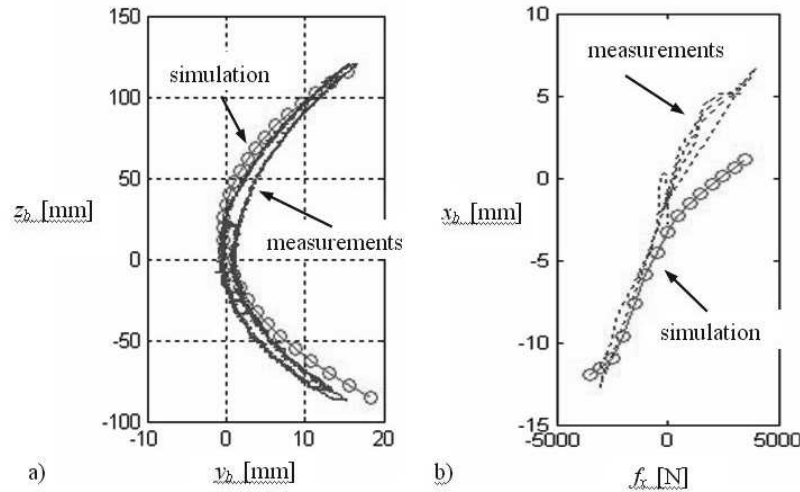 150
100
50
0
-50
-100
-10
0
10
20
z_b [mm]
y_b [mm]
simulation
measurements
a)
10
5
0
-5
-10
-15
-5000
0
5000
x_b [mm]
f_x [N]
measurements
simulation
b)